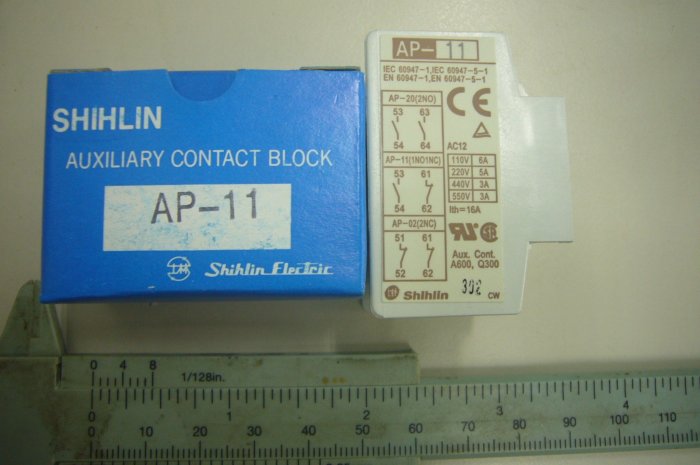 SHIHLIN
AUXILIARY CONTACT BLOCK
AP-11
Shihlin Electric
AP- 11
IEC 60947-1,IEC 60947-5-1
EN 60947-1,EN 60947-5-1
AP-20(2NO)
53 63
54 64
CE
AC12
AP-11(1NO1NC)
53 61
54 62
110V 6A
220V 5A
440V 3A
550V 3A
Ith=16A
AP-02(2NC)
51 61
52 62
Aux. Cont.
A600, Q300
Shihlin
302 CW
0 4 8
1/128in.
0 1 2 3 4
0 10 20 30 40 50 60 70 80 90 100 110